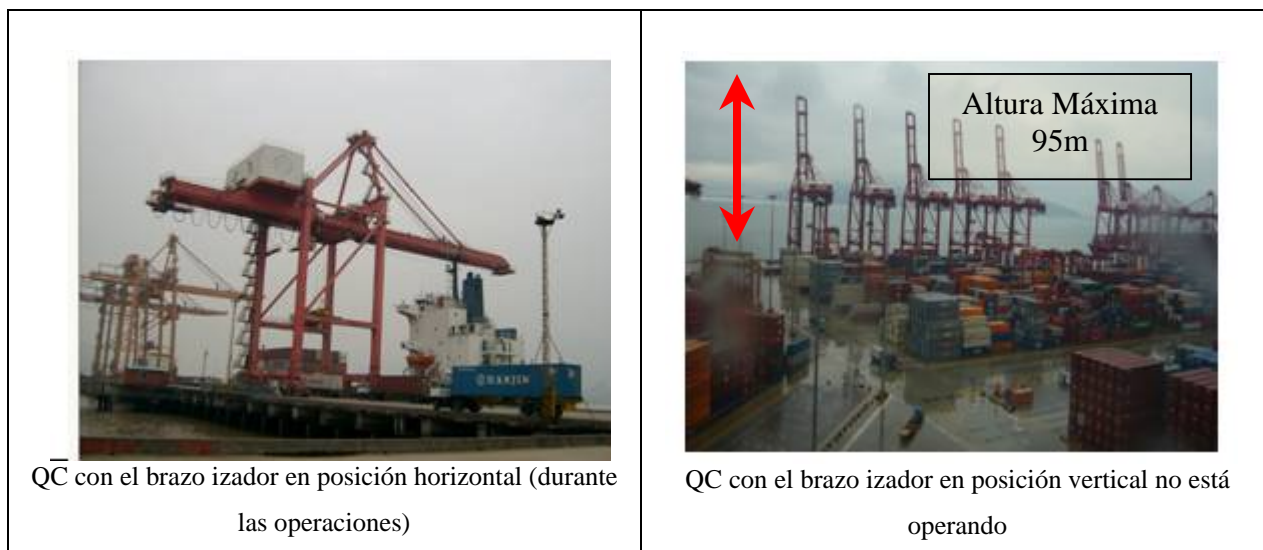 HANJIN
Altura Máxima
95m
QC con el brazo izador en posición horizontal (durante
las operaciones)
QC con el brazo izador en posición vertical no está
operando